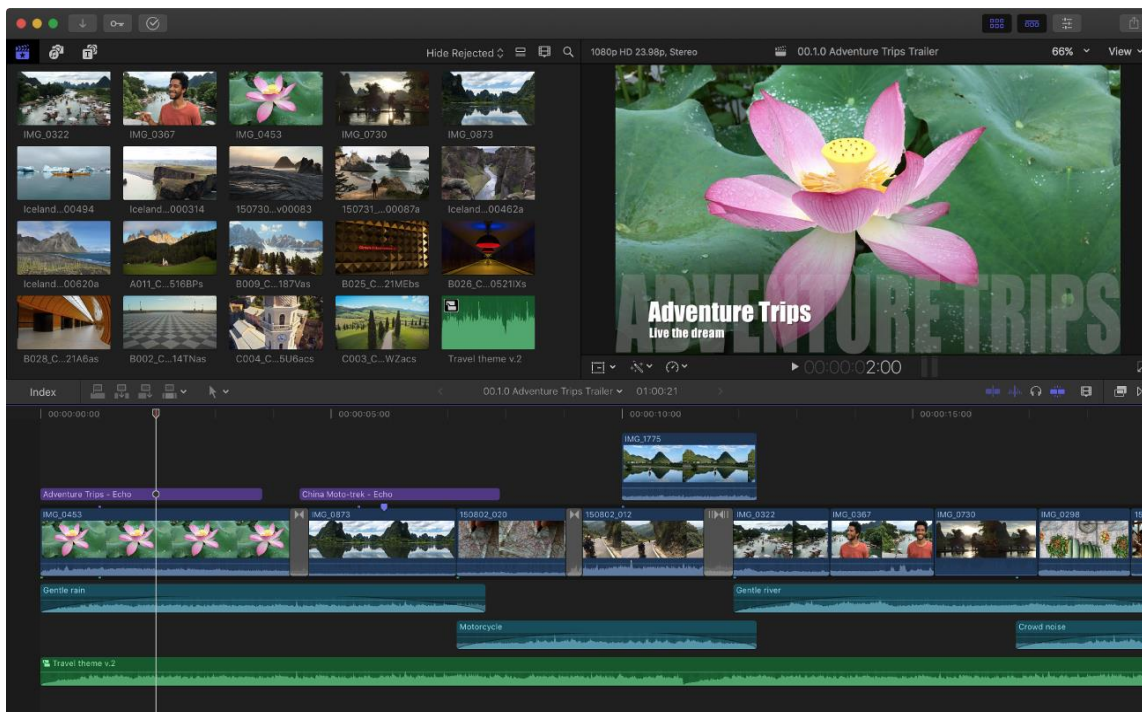 Hide Rejected
1080p HD 23.98p, Stereo
00.1.0 Adventure Trips Trailer
66%
View
IMG_0322
IMG_0367
IMG_0453
IMG_0730
IMG_0873
Iceland...00494
Iceland...000314
150730...v00083
150731_...00087a
Iceland...00462a
Iceland...00620a
A011_C...516BPs
B009_C...187Vas
B025_C...21MEbs
B026_C...0521IXs
B028_C...21A6as
B002_C...14TNas
C004_C...5U6acs
C003_C...WZacs
Travel theme v.2
ADVENTURE TRIPS
Adventure Trips
Live the dream
00:00:02:00
Index
00.1.0 Adventure Trips Trailer
01:00:21
00:00:00:00
00:00:05:00
00:00:10:00
00:00:15:00
IMG_1775
Adventure Trips - Echo
China Moto-trek - Echo
IMG_0453
IMG_0873
150802_020
150802_012
IMG_0322
IMG_0367
IMG_0730
IMG_0298
15
Gentle rain
Gentle river
Motorcycle
Crowd noise
Travel theme v.2